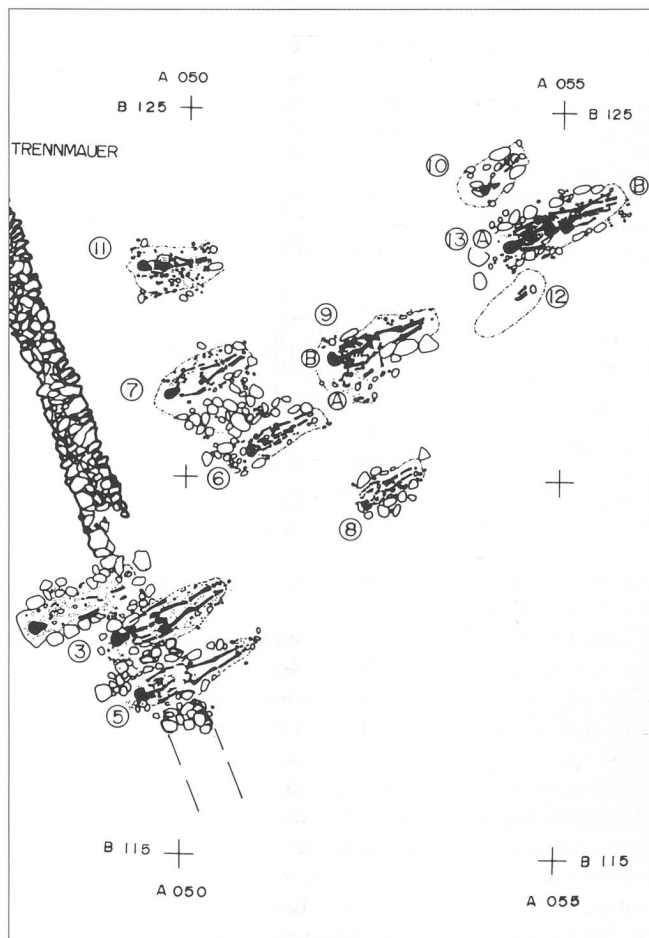 A 050
B 125
A 055
B 125
TRENNMAUER
⑩
Ⓑ
⑬ Ⓐ
⑪
⑫
⑨
Ⓑ
⑦
Ⓐ
⑥
⑧
③
⑤
B 115
A 050
B 115
A 055